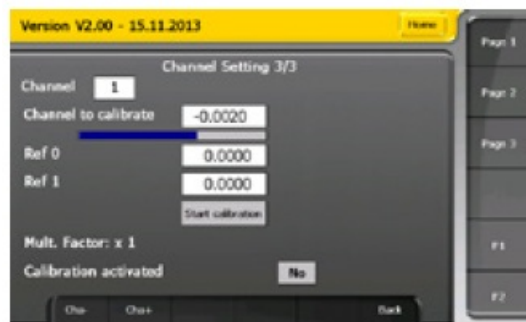 Version V2.00 - 15.11.2013 Home
Channel Setting 3/3
Channel 1
Channel to calibrate -0.0020
Ref 0 0.0000
Ref 1 0.0000
Start calibration
Mult. Factor: x 1
Calibration activated No
Cha- Cha+ Back
Page 1
Page 2
Page 3
F1
F2